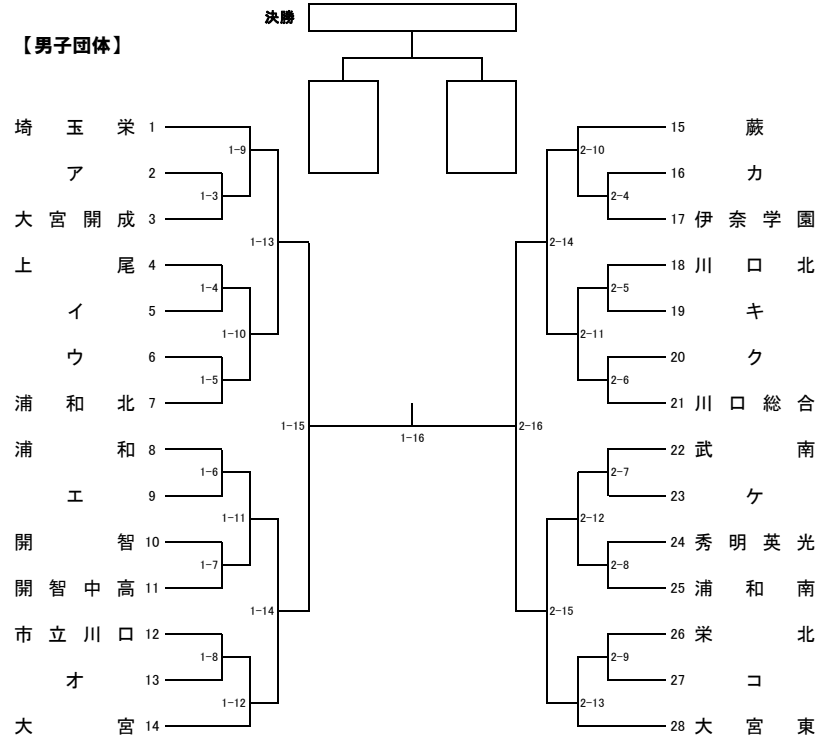 決勝
【男子団体】
埼玉栄 1
ア 2
大宮開成 3
上尾 4
イ 5
ウ 6
浦和北 7
浦和 8
エ 9
開智 10
開智中高 11
市立川口 12
オ 13
大宮 14
1-9
1-3
1-13
1-4
1-10
1-5
1-15
1-6
1-11
1-7
1-14
1-8
1-12
1-16
2-10
2-4
2-14
2-5
2-11
2-6
2-16
2-7
2-12
2-8
2-15
2-9
2-13
15 蕨
16 カ
17 伊奈学園
18 川口北
19 キ
20 ク
21 川口総合
22 武南
23 ケ
24 秀明英光
25 浦和南
26 栄北
27 コ
28 大宮東